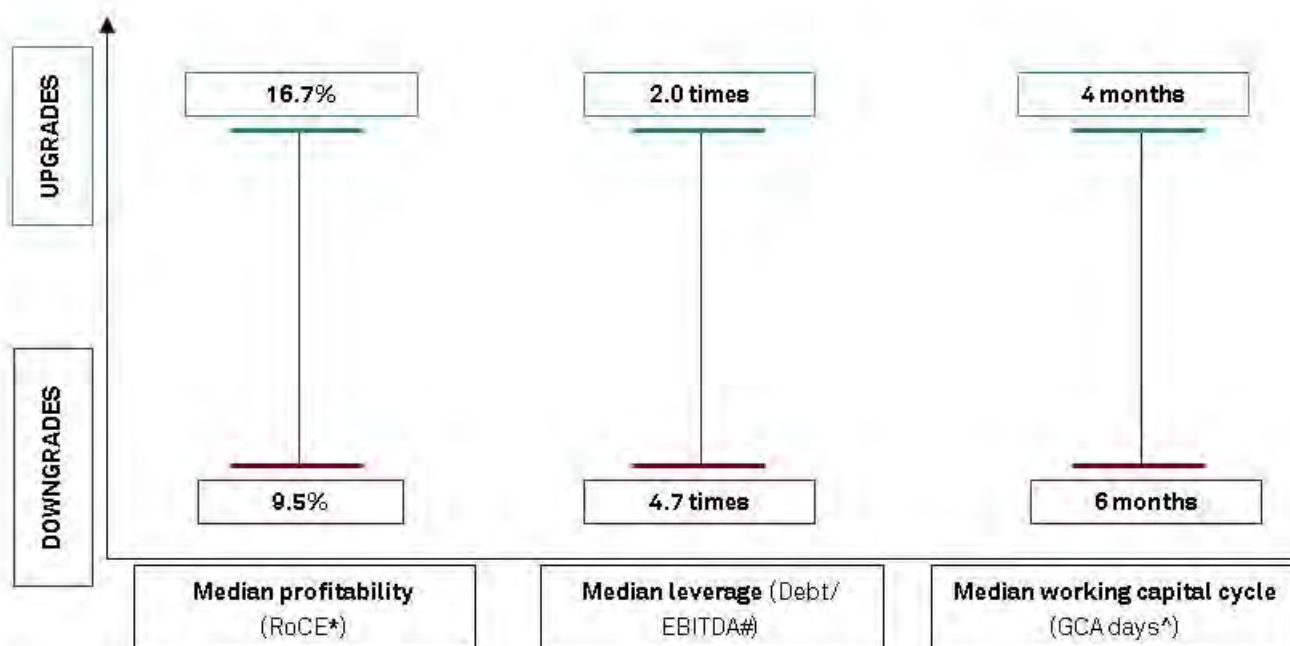 UPGRADES
16.7%
2.0 times
4 months
DOWNGRADES
9.5%
4.7 times
6 months
Median profitability
(RoCE*)
Median leverage (Debt/
EBITDA#)
Median working capital cycle
(GCA days^)